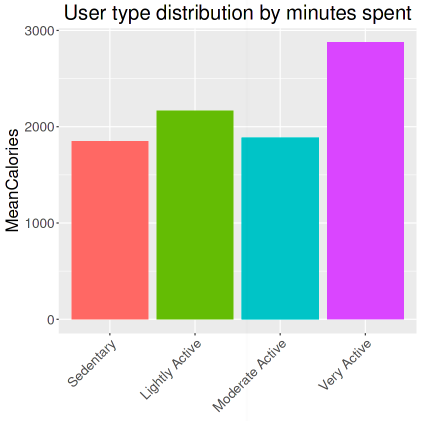 User type distribution by minutes spent
MeanCalories
3000
2000
1000
0
Sedentary
Lightly Active
Moderate Active
Very Active